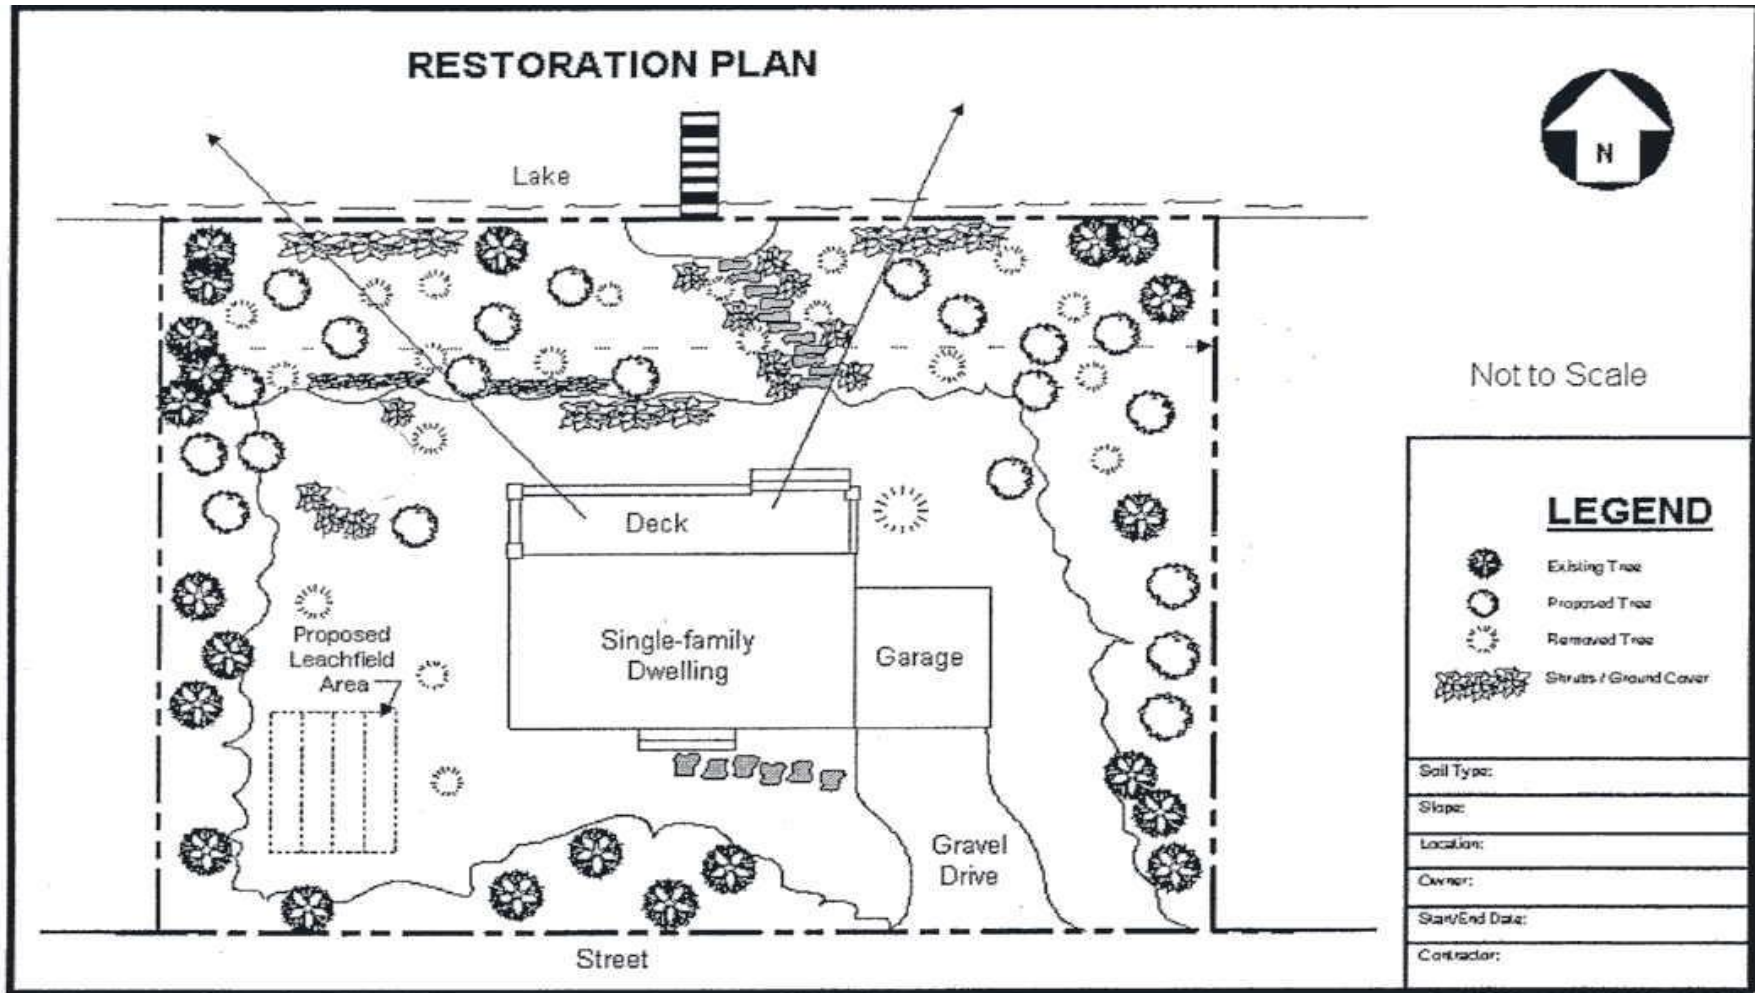 RESTORATION PLAN
N
Lake
Not to Scale
Deck
Single-family
Dwelling
Garage
Proposed
Leachfield
Area
Gravel
Drive
Street
LEGEND
Existing Tree
Proposed Tree
Removed Tree
Shrubs / Ground Cover
Soil Type:
Slope:
Location:
Owner:
Start/End Date:
Contractor: